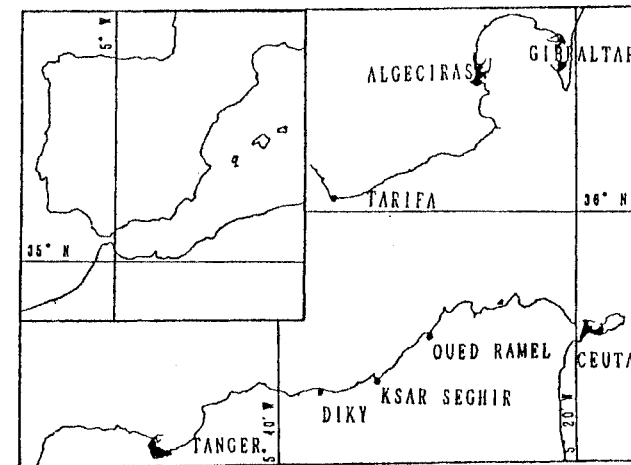 5° W
35° N
ALGECIRAS
GIBRALTAR
TARIFA
36° N
OUED RAMEL
CEUTA
KSAR SEGHIR
DIKY
TANGER
5° 40' W
5° 20' W